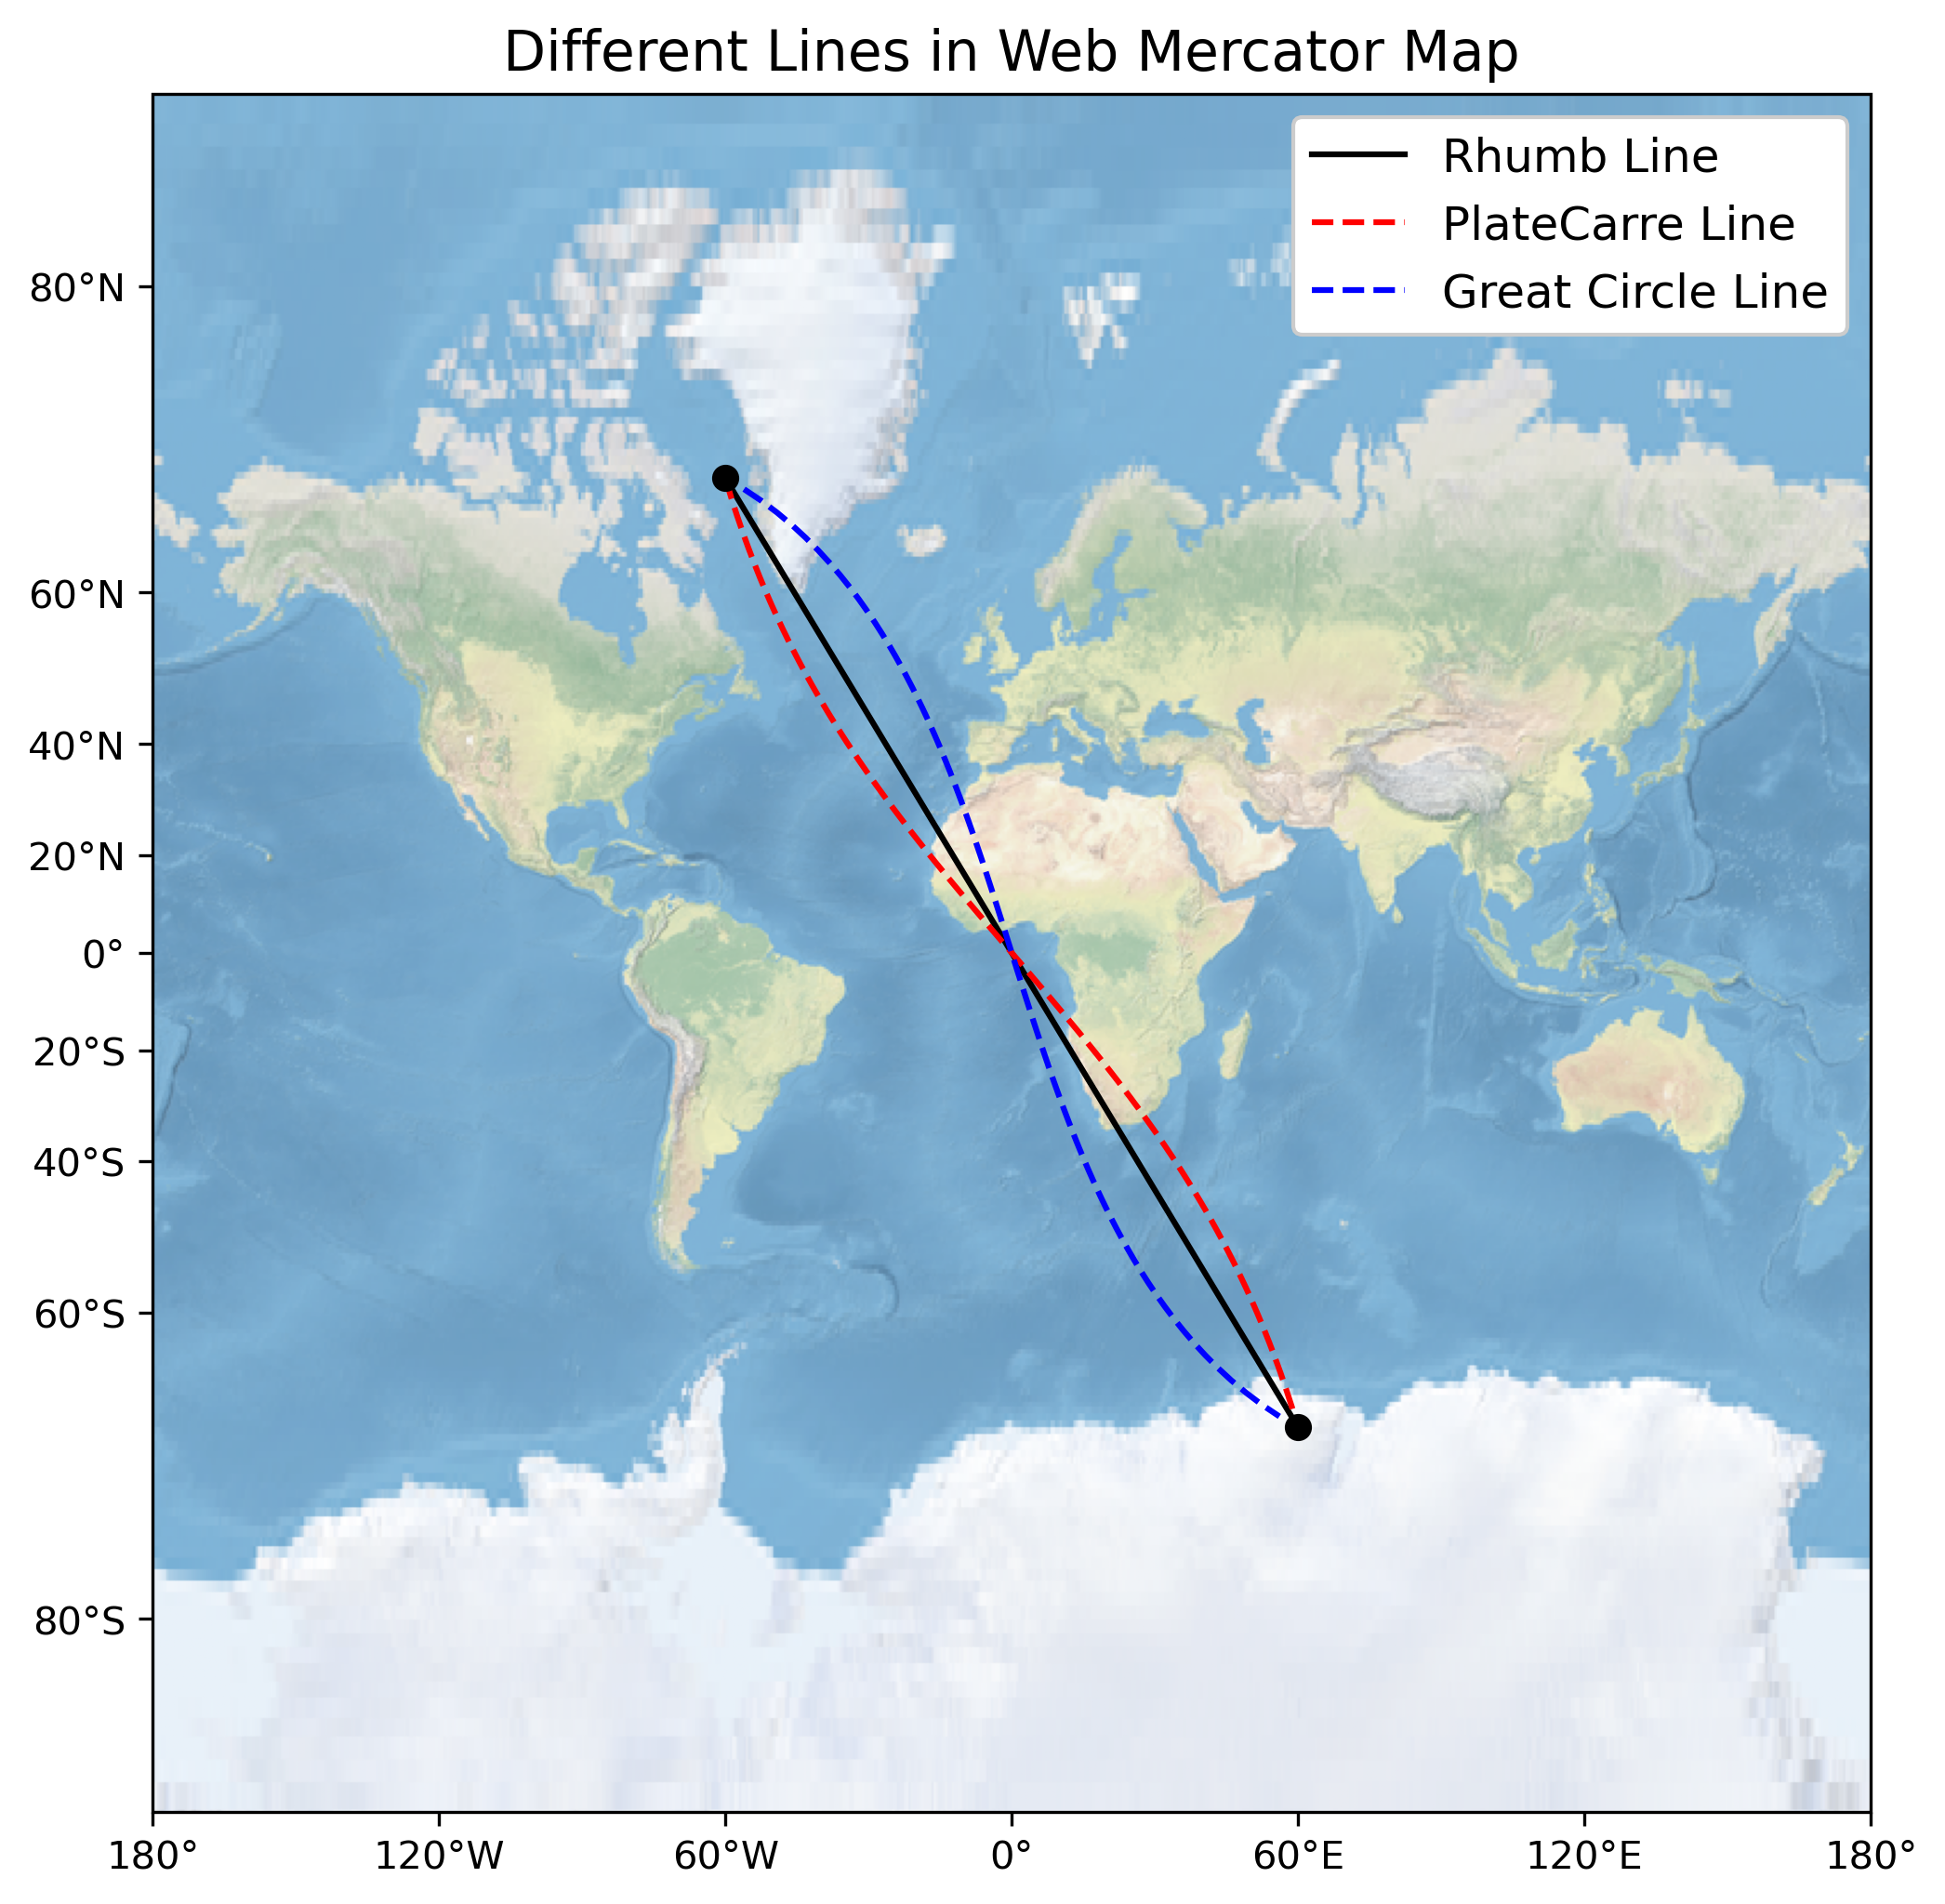 Different Lines in Web Mercator Map
Rhumb Line
PlateCarre Line
Great Circle Line
80°N
60°N
40°N
20°N
0°
20°S
40°S
60°S
80°S
180° 120°W 60°W 0° 60°E 120°E 180°